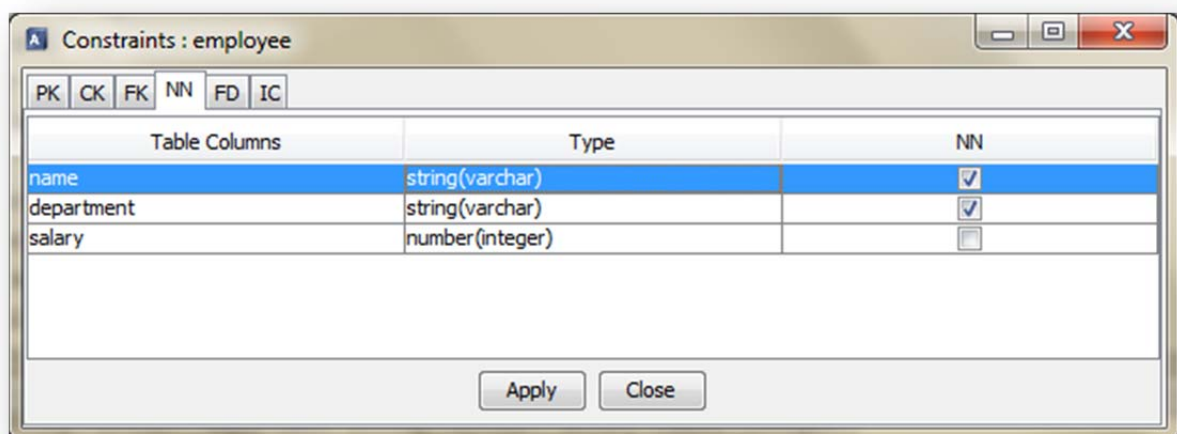 Constraints : employee
PK CK FK NN FD IC
Table Columns Type NN
name string(varchar)
department string(varchar)
salary number(integer)
Apply Close